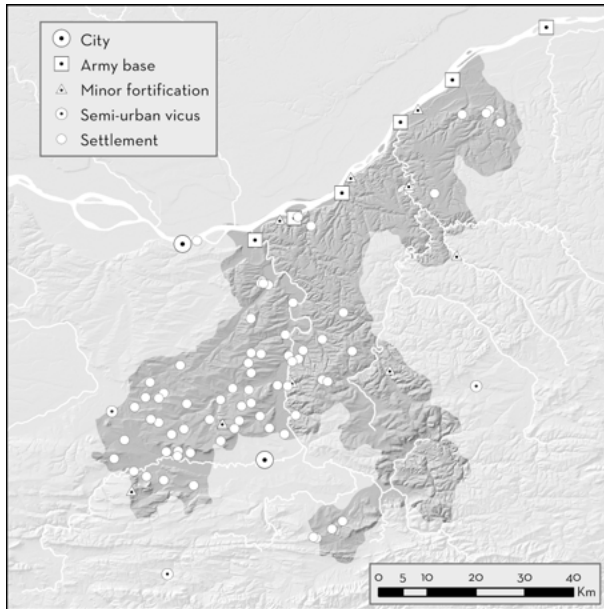 City
Army base
Minor fortification
Semi-urban vicus
Settlement
0 5 10 20 30 40
Km